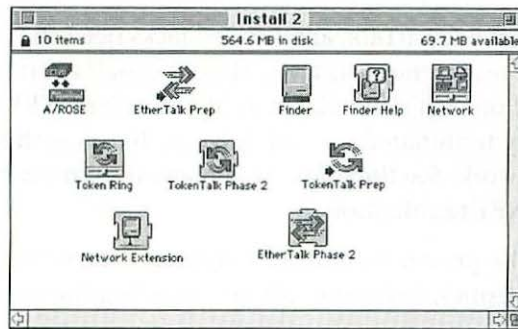 Install 2
10 items 564.6 MB in disk 69.7 MB available
A/ROSE EtherTalk Prep Finder Finder Help Network
Token Ring TokenTalk Phase 2 TokenTalk Prep
Network Extension EtherTalk Phase 2